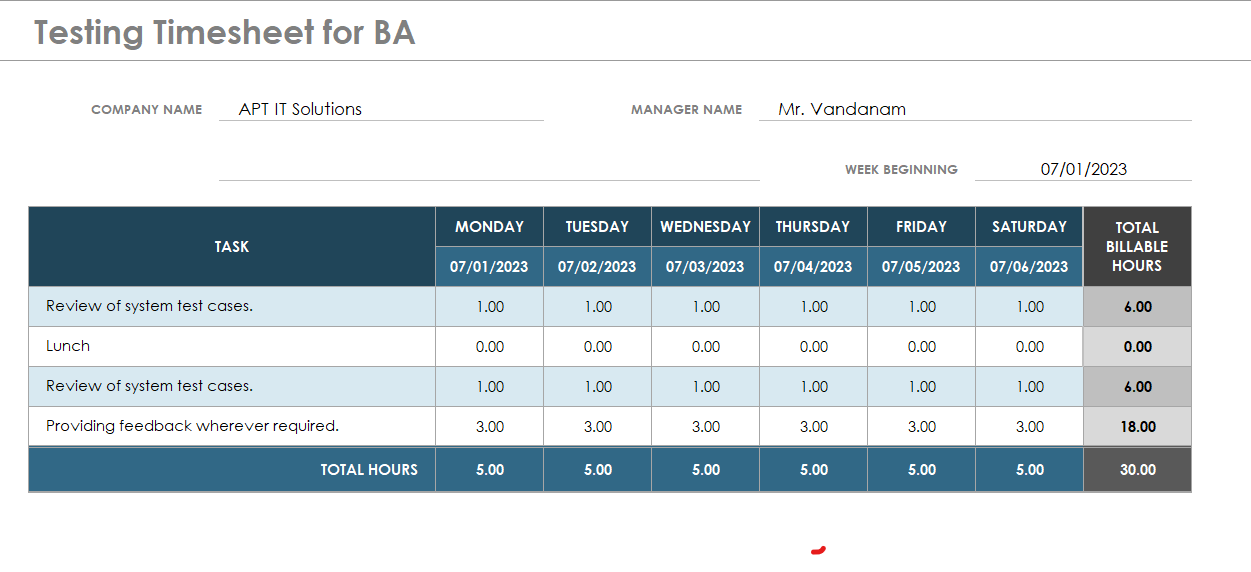 Testing Timesheet for BA
COMPANY NAME APT IT Solutions MANAGER NAME Mr. Vandanam
WEEK BEGINNING 07/01/2023
TASK MONDAY TUESDAY WEDNESDAY THURSDAY FRIDAY SATURDAY TOTAL BILLABLE HOURS
07/01/2023 07/02/2023 07/03/2023 07/04/2023 07/05/2023 07/06/2023
Review of system test cases. 1.00 1.00 1.00 1.00 1.00 1.00 6.00
Lunch 0.00 0.00 0.00 0.00 0.00 0.00 0.00
Review of system test cases. 1.00 1.00 1.00 1.00 1.00 1.00 6.00
Providing feedback wherever required. 3.00 3.00 3.00 3.00 3.00 3.00 18.00
TOTAL HOURS 5.00 5.00 5.00 5.00 5.00 5.00 30.00